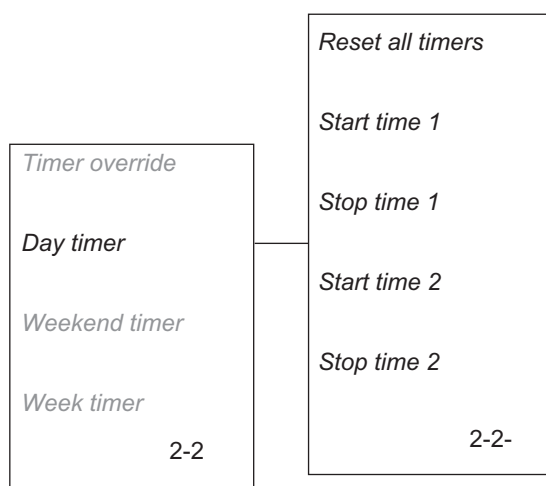 Timer override
Day timer
Weekend timer
Week timer
2-2
Reset all timers
Start time 1
Stop time 1
Start time 2
Stop time 2
2-2-